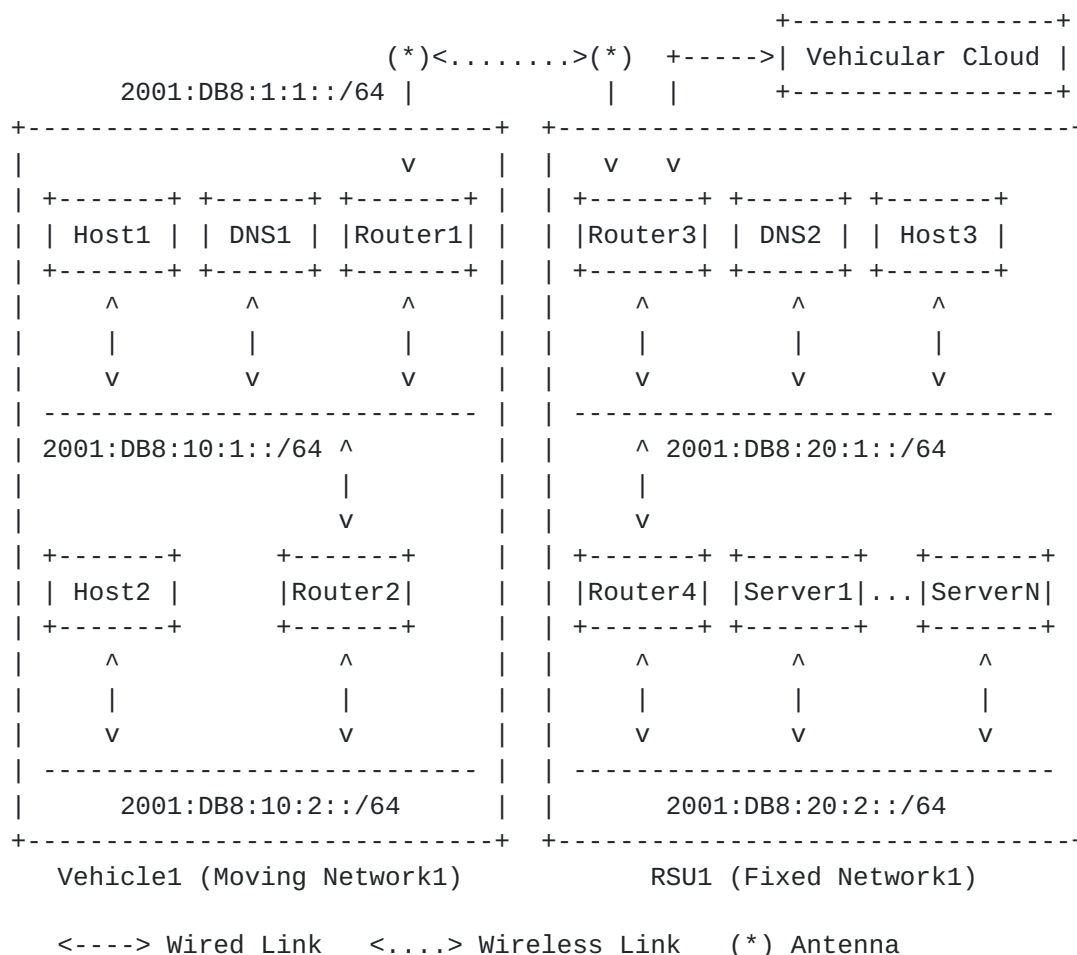 +-----------------+
                        (*)<........>(*)  +----->| Vehicular Cloud |
       2001:DB8:1:1::/64 |            |   |      +-----------------+
+------------------------------+  +---------------------------------+
|                        v     |  |   v   v
| +-------+ +------+ +-------+ |  | +-------+ +------+ +-------+
| | Host1 | | DNS1 | |Router1| |  | |Router3| | DNS2 | | Host3 |
| +-------+ +------+ +-------+ |  | +-------+ +------+ +-------+
|     ^        ^         ^     |  |     ^         ^        ^
|     |        |         |     |  |     |         |        |
|     v        v         v     |  |     v         v        v
| ---------------------------- |  | -------------------------------
| 2001:DB8:10:1::/64 ^         |  |     ^ 2001:DB8:20:1::/64
|                    |         |  |     |
|                    v         |  |     v
| +-------+      +-------+     |  | +-------+ +-------+   +-------+
| | Host2 |      |Router2|     |  | |Router4| |Server1|...|ServerN|
| +-------+      +-------+     |  | +-------+ +-------+   +-------+
|     ^              ^         |  |     ^         ^           ^
|     |              |         |  |     |         |           |
|     v              v         |  |     v         v           v
| ---------------------------- |  | -------------------------------
|      2001:DB8:10:2::/64      |  |       2001:DB8:20:2::/64
+------------------------------+  +---------------------------------+
   Vehicle1 (Moving Network1)            RSU1 (Fixed Network1)
   <----> Wired Link   <....> Wireless Link   (*) Antenna